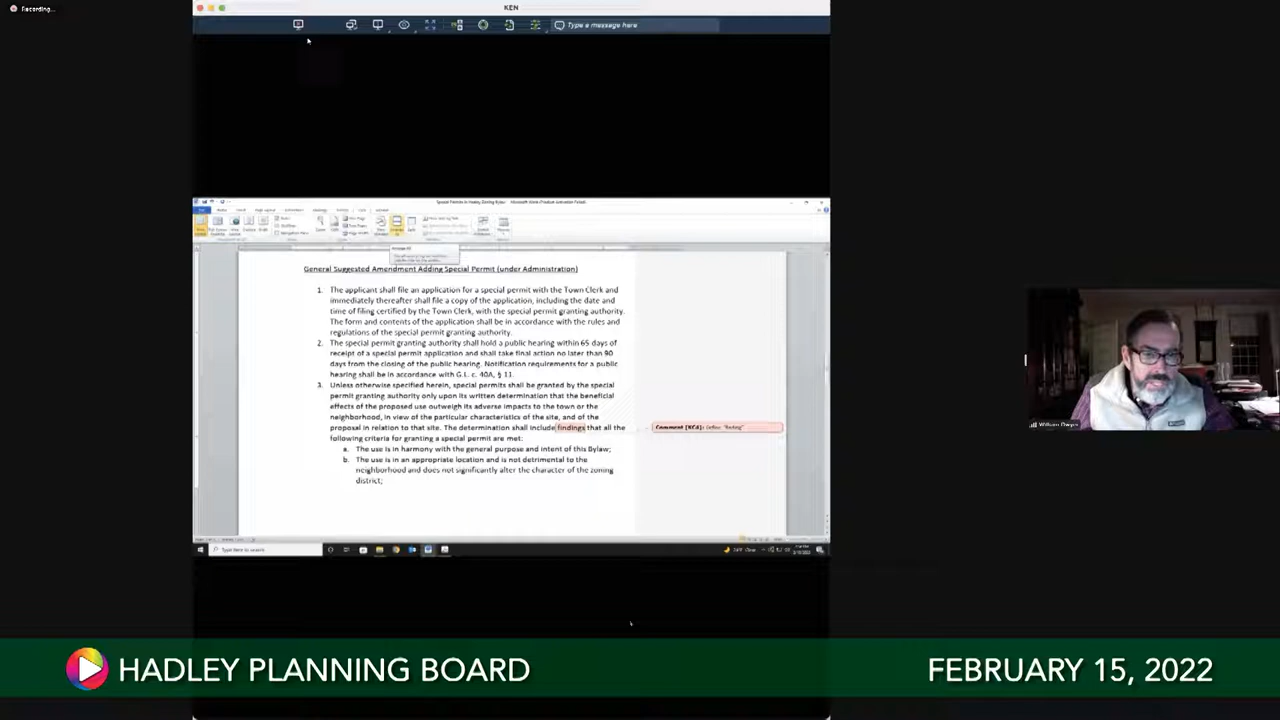 Recording...
KEN
Type a message here
General Suggested Amendment Adding Special Permit (under Administration)
1. The applicant shall file an application for a special permit with the Town Clerk and
immediately thereafter shall file a copy of the application, including the date and
time of filing certified by the Town Clerk, with the special permit granting authority.
The form and contents of the application shall be in accordance with the rules and
regulations of the special permit granting authority.
2. The special permit granting authority shall hold a public hearing within 65 days of
receipt of a special permit application and shall take final action no later than 90
days from the closing of the public hearing. Notification requirements for a public
hearing shall be in accordance with G.L. c. 40A, § 11.
3. Unless otherwise specified herein, special permits shall be granted by the special
permit granting authority only upon its written determination that the beneficial
effects of the proposed use outweigh its adverse impacts to the town or the
neighborhood, in view of the particular characteristics of the site, and of the
proposal in relation to that site. The determination shall include findings that all the
following criteria for granting a special permit are met:
Define "finding"
a. The use is in harmony with the general purpose and intent of this Bylaw;
b. The use is in an appropriate location and is not detrimental to the
neighborhood and does not significantly alter the character of the zoning
district;
Type here to search
William Dwyer
HADLEY PLANNING BOARD
FEBRUARY 15, 2022